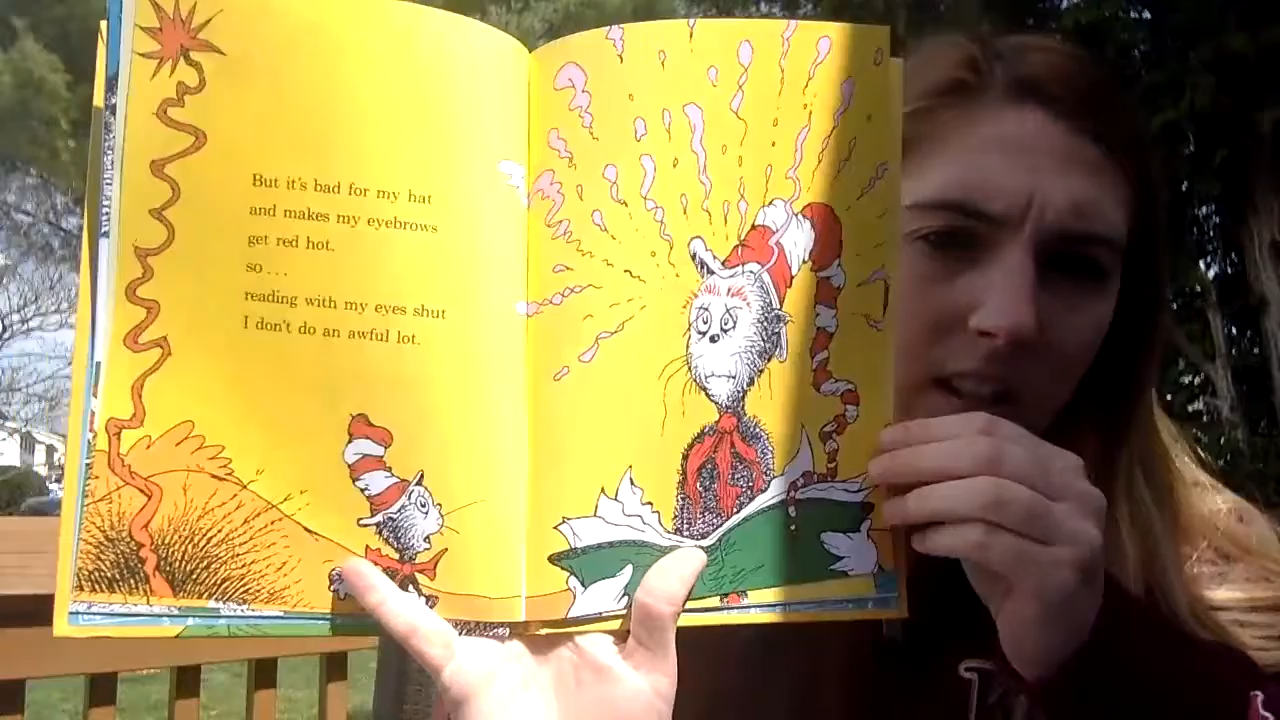 But it's bad for my hat
and makes my eyebrows
get red hot.
so...
reading with my eyes shut
I don't do an awful lot.